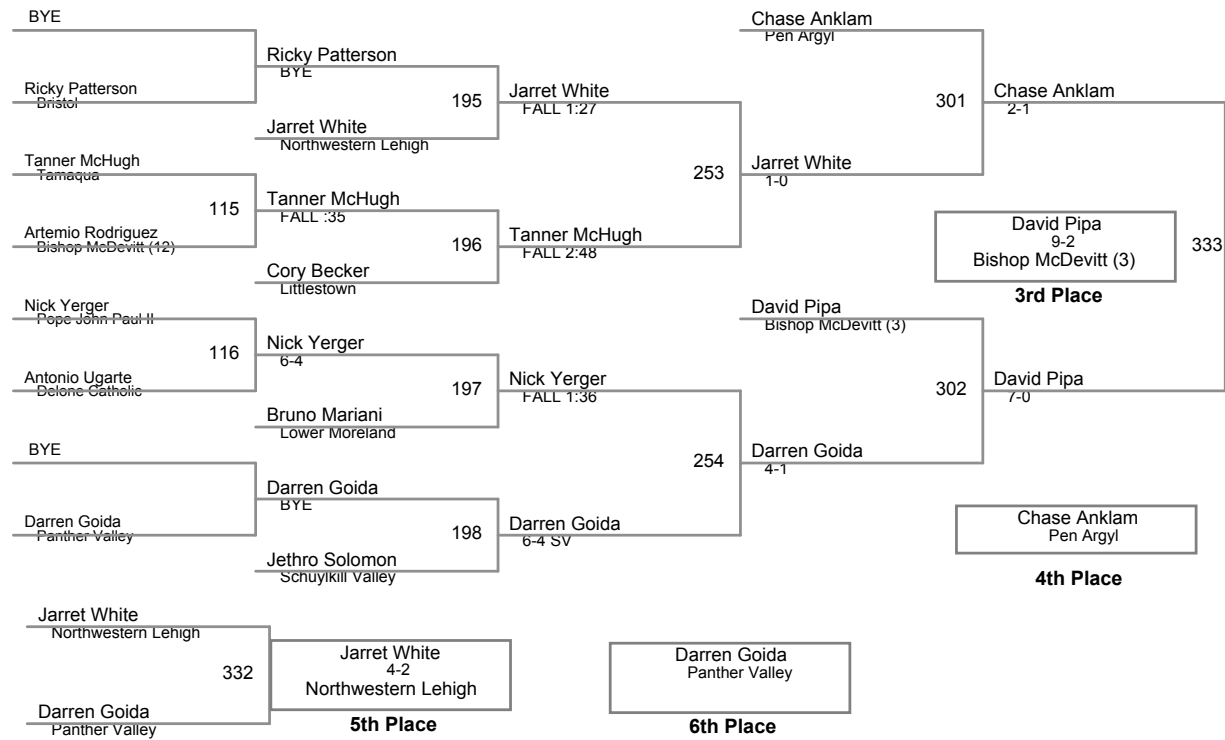 BYE
Ricky Patterson
Bristol
Tanner McHugh
Tamaqua
115
Artemio Rodriguez
Bishop McDevitt (12)
Nick Yerger
Pope John Paul II
116
Antonio Ugarte
Delone Catholic
BYE
Darren Goida
Panther Valley
Ricky Patterson
BYE
195
Jarret White
Northwestern Lehigh
Tanner McHugh
FALL :35
196
Cory Becker
Littlestown
Nick Yerger
6-4
197
Bruno Mariani
Lower Moreland
Darren Goida
BYE
198
Jethro Solomon
Schuylkill Valley
Jarret White
FALL 1:27
253
Tanner McHugh
FALL 2:48
Nick Yerger
FALL 1:36
254
Darren Goida
6-4 SV
Chase Anklam
Pen Argyl
301
Jarret White
1-0
David Pipa
Bishop McDevitt (3)
302
Darren Goida
4-1
Chase Anklam
2-1
333
David Pipa
7-0
David Pipa
9-2
Bishop McDevitt (3)
3rd Place
Chase Anklam
Pen Argyl
4th Place
Jarret White
Northwestern Lehigh
332
Darren Goida
Panther Valley
Jarret White
4-2
Northwestern Lehigh
5th Place
Darren Goida
Panther Valley
6th Place